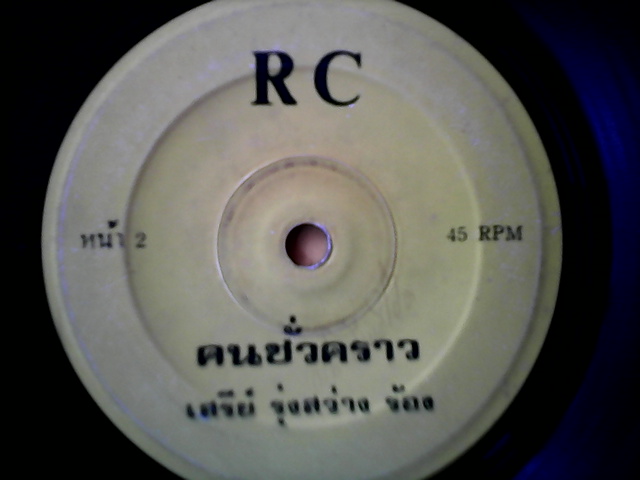 RC
หน้า 2
45 RPM
คนชั่วคราว
เสรีย์ รุ่งสว่าง ร้อง